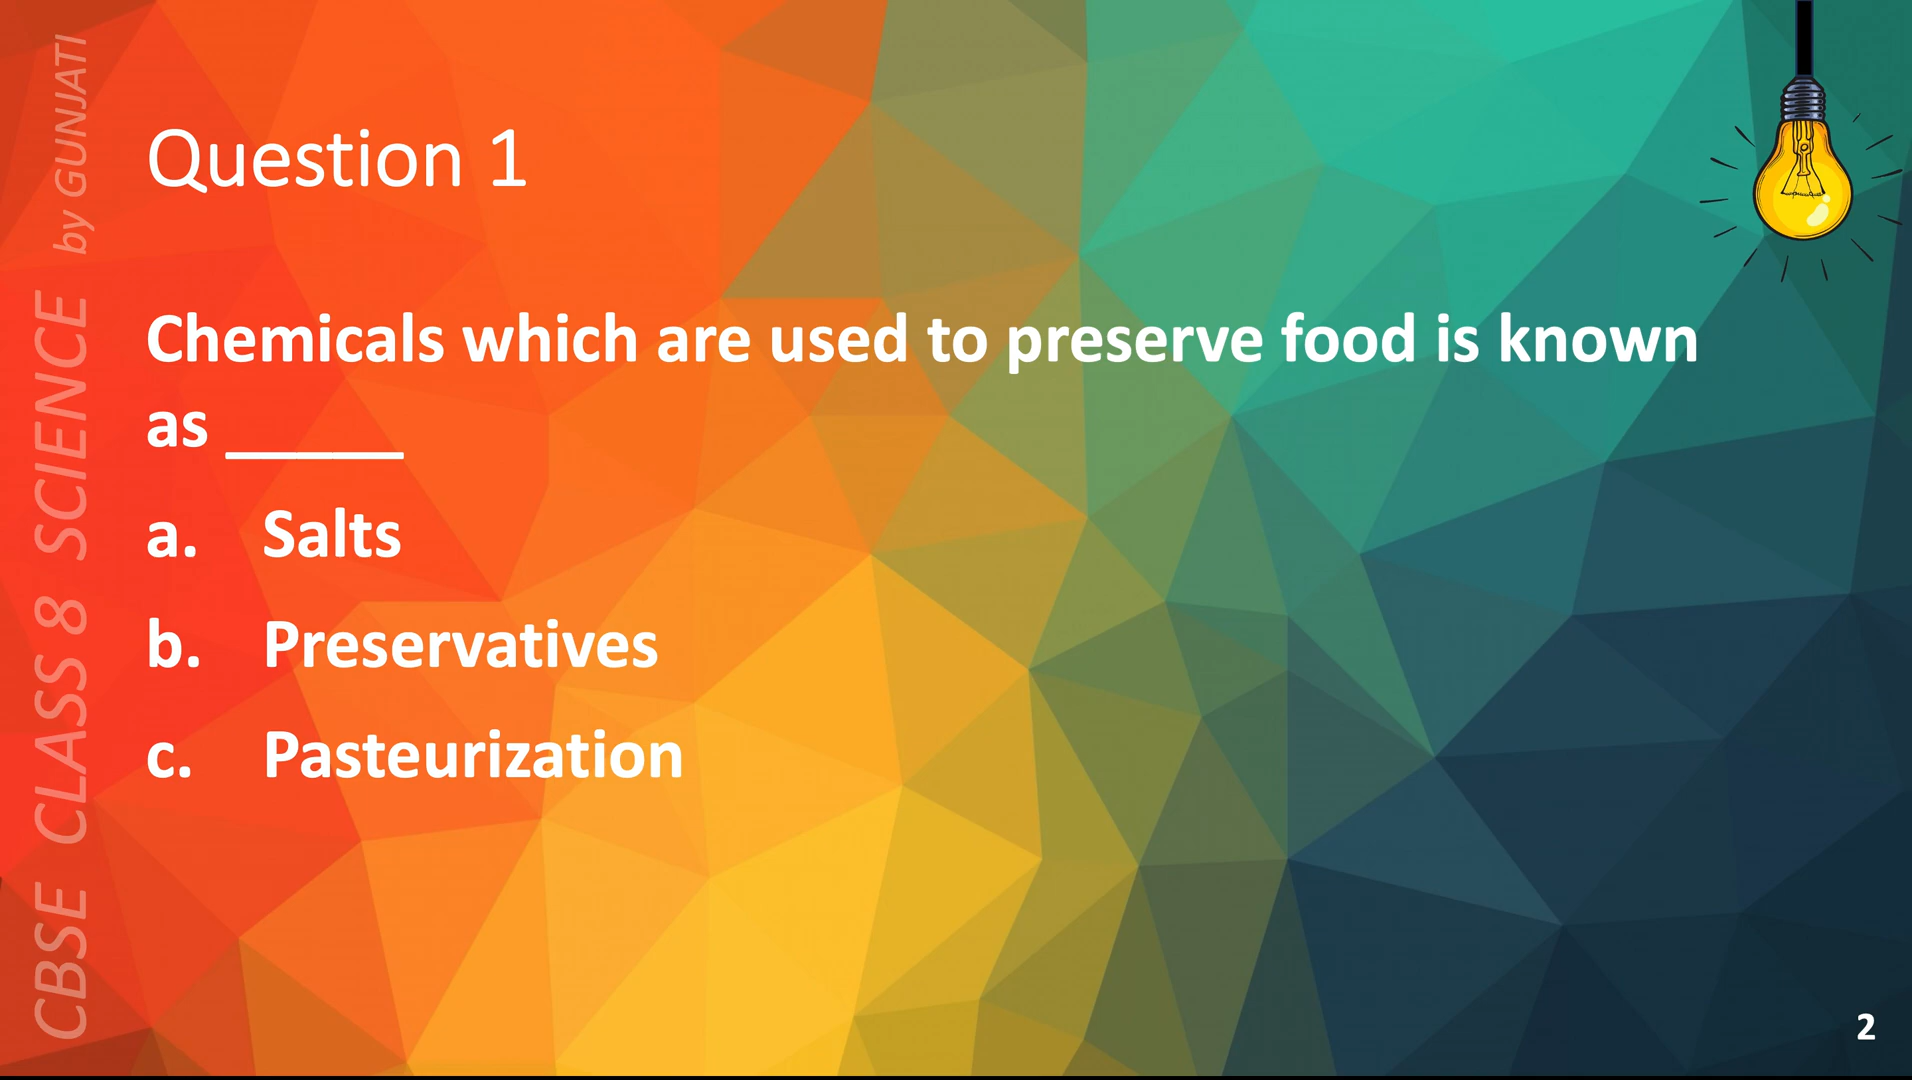 CBSE CLASS 8 SCIENCE by GUNJATI
Question 1
Chemicals which are used to preserve food is known
as _____
a. Salts
b. Preservatives
c. Pasteurization
2